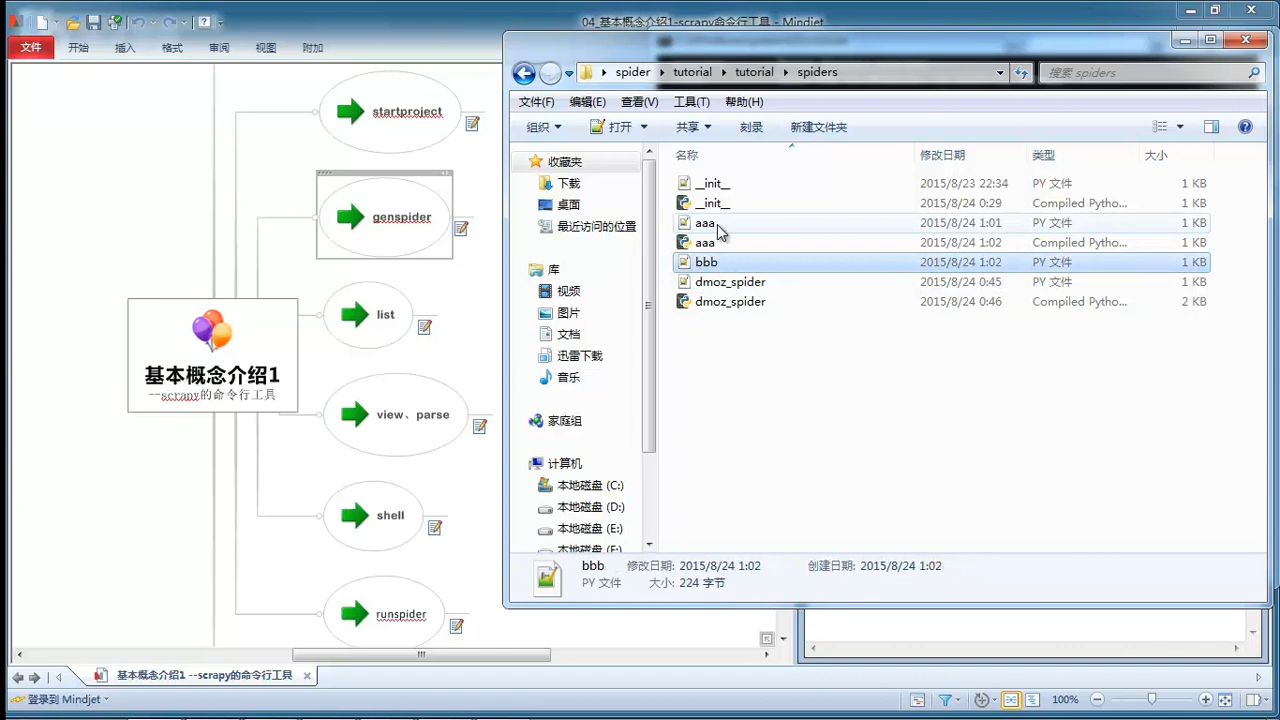 04_基本概念介绍1-scrapy命令行工具 - Mindjet
文件 开始 插入 格式 审阅 视图 附加
startproject
genspider
list
基本概念介绍1
--scrapy的命令行工具
view、parse
shell
runspider
基本概念介绍1 --scrapy的命令行工具
登录到 Mindjet
100%
spider tutorial tutorial spiders
搜索 spiders
文件(F) 编辑(E) 查看(V) 工具(T) 帮助(H)
组织 打开 共享 刻录 新建文件夹
收藏夹
下载
桌面
最近访问的位置
库
视频
图片
文档
迅雷下载
音乐
家庭组
计算机
本地磁盘 (C:)
本地磁盘 (D:)
本地磁盘 (E:)
本地磁盘 (F:)
名称 修改日期 类型 大小
__init__ 2015/8/23 22:34 PY 文件 1 KB
__init__ 2015/8/24 0:29 Compiled Pytho... 1 KB
aaa 2015/8/24 1:01 PY 文件 1 KB
aaa 2015/8/24 1:02 Compiled Pytho... 1 KB
bbb 2015/8/24 1:02 PY 文件 1 KB
dmoz_spider 2015/8/24 0:45 PY 文件 1 KB
dmoz_spider 2015/8/24 0:46 Compiled Pytho... 2 KB
bbb 修改日期: 2015/8/24 1:02 创建日期: 2015/8/24 1:02
PY 文件 大小: 224 字节